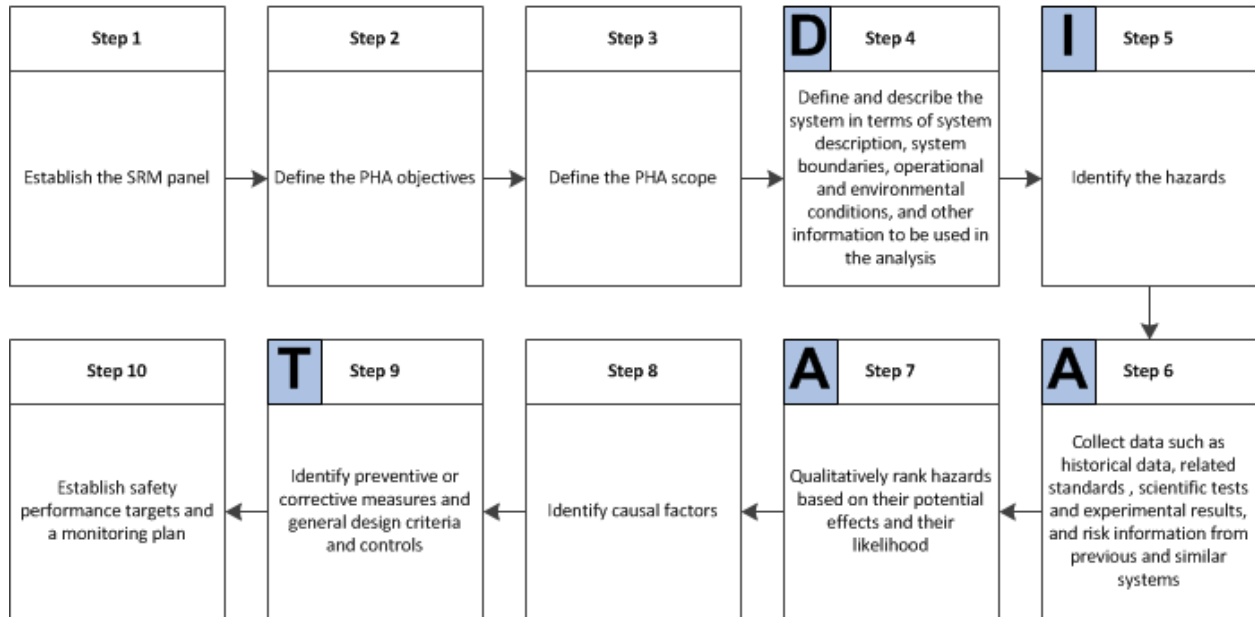 Step 1
Establish the SRM panel
Step 2
Define the PHA objectives
Step 3
Define the PHA scope
D
Step 4
Define and describe the
system in terms of system
description, system
boundaries, operational
and environmental
conditions, and other
information to be used in
the analysis
I
Step 5
Identify the hazards
A
Step 6
Collect data such as
historical data, related
standards , scientific tests
and experimental results,
and risk information from
previous and similar
systems
A
Step 7
Qualitatively rank hazards
based on their potential
effects and their
likelihood
Step 8
Identify causal factors
T
Step 9
Identify preventive or
corrective measures and
general design criteria
and controls
Step 10
Establish safety
performance targets and
a monitoring plan